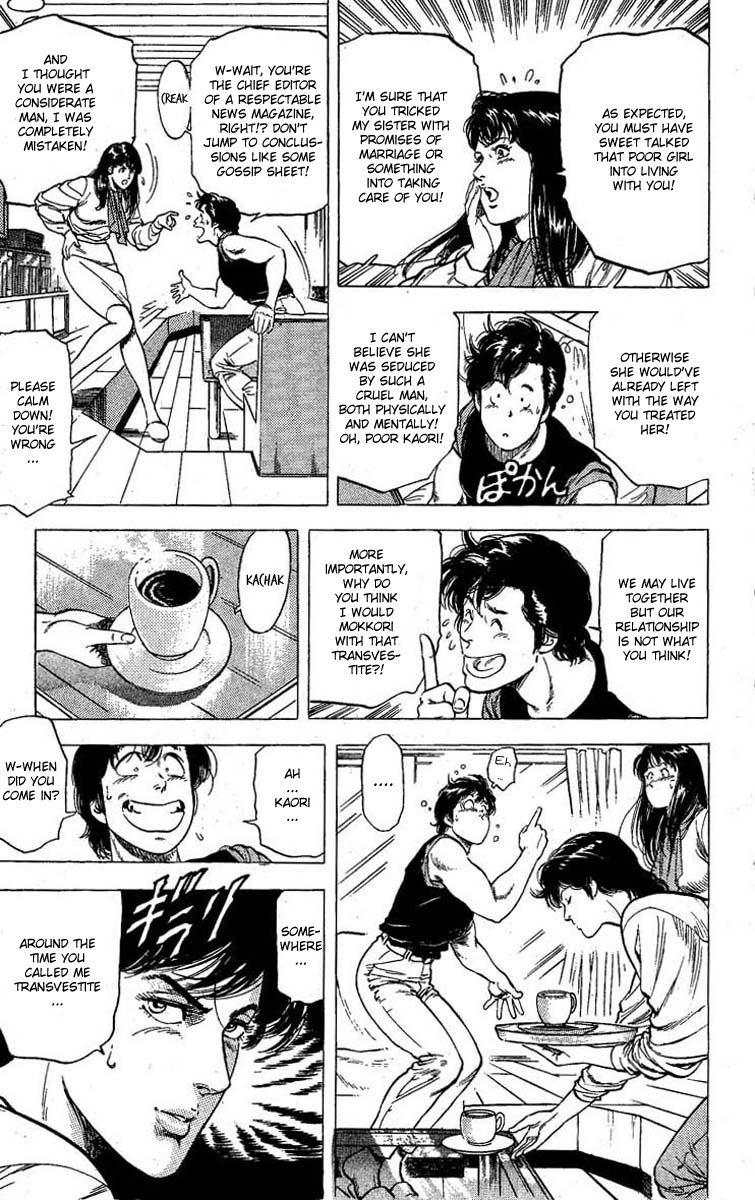 AS EXPECTED,
YOU MUST HAVE
SWEET TALKED
THAT POOR GIRL
INTO LIVING
WITH YOU!
I'M SURE THAT
YOU TRICKED
MY SISTER WITH
PROMISES OF
MARRIAGE OR
SOMETHING
INTO TAKING
CARE OF YOU!
OTHERWISE
SHE WOULD'VE
ALREADY LEFT
WITH THE WAY
YOU TREATED
HER!
I CAN'T
BELIEVE SHE
WAS SEDUCED
BY SUCH A
CRUEL MAN,
BOTH PHYSICALLY
AND MENTALLY!
OH, POOR KAORI!
ぽかん
W-WAIT, YOU'RE
THE CHIEF EDITOR
OF A RESPECTABLE
NEWS MAGAZINE,
RIGHT!? DON'T
JUMP TO CONCLUS-
SIONS LIKE SOME
GOSSIP SHEET!
CREAK
AND
I THOUGHT
YOU WERE A
CONSIDERATE
MAN, I WAS
COMPLETELY
MISTAKEN!
PLEASE
CALM
DOWN!
YOU'RE
WRONG
...
WE MAY LIVE
TOGETHER
BUT OUR
RELATIONSHIP
IS NOT WHAT
YOU THINK!
MORE
IMPORTANTLY,
WHY DO
YOU THINK
I WOULD
MOKKORI
WITH THAT
TRANSVES-
TITE?!
KACHAK
Eh,
...
....
AH
...
KAORI
...
W-WHEN
DID YOU
COME IN?
SOME-
WHERE
...
AROUND THE
TIME YOU
CALLED ME
TRANSVESTITE
...
ギラリ